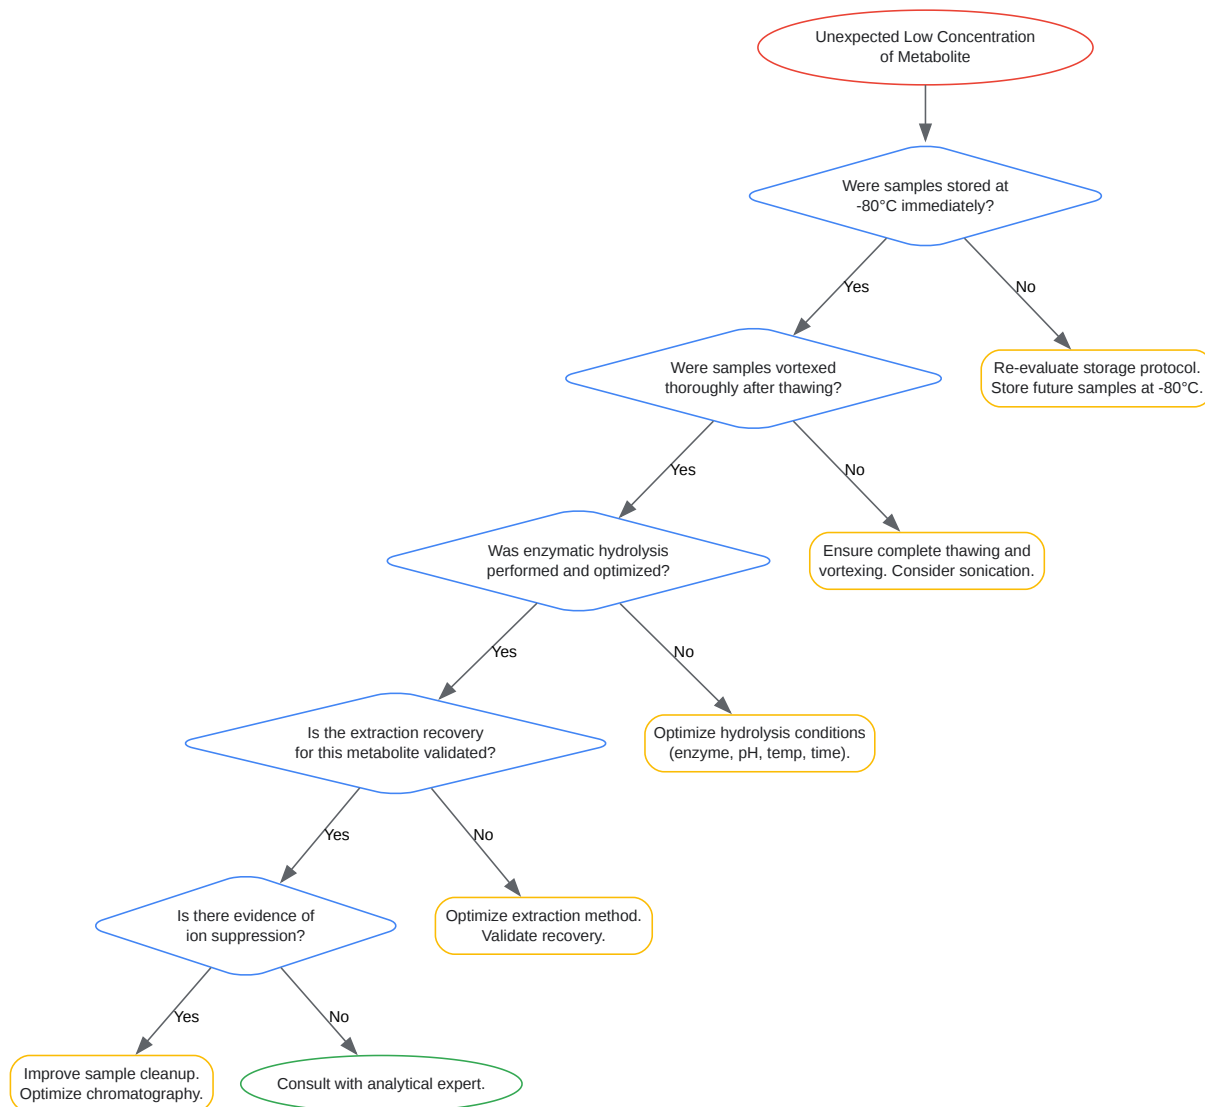 Unexpected Low Concentration
of Metabolite
Were samples stored at
-80°C immediately?
Yes
No
Were samples vortexed
thoroughly after thawing?
Re-evaluate storage protocol.
Store future samples at -80°C.
Yes
No
Was enzymatic hydrolysis
performed and optimized?
Ensure complete thawing and
vortexing. Consider sonication.
Yes
No
Is the extraction recovery
for this metabolite validated?
Optimize hydrolysis conditions
(enzyme, pH, temp, time).
Yes
No
Is there evidence of
ion suppression?
Optimize extraction method.
Validate recovery.
Yes
No
Improve sample cleanup.
Optimize chromatography.
Consult with analytical expert.